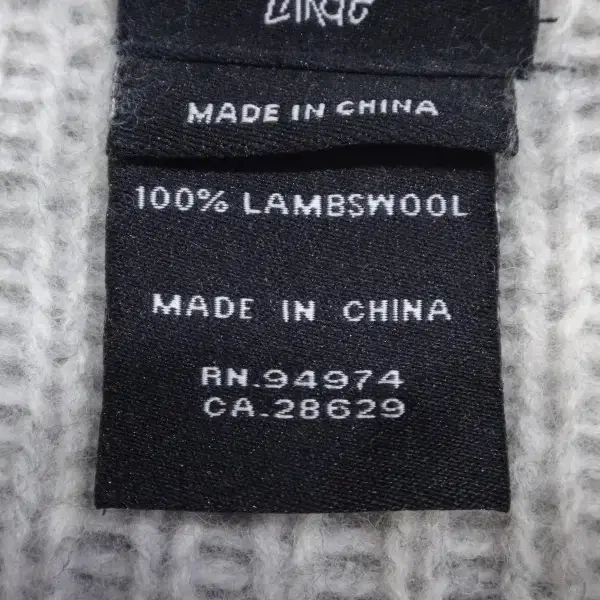 MADE IN CHINA
100% LAMBSWOOL
MADE IN CHINA
RN.94974
CA.28629